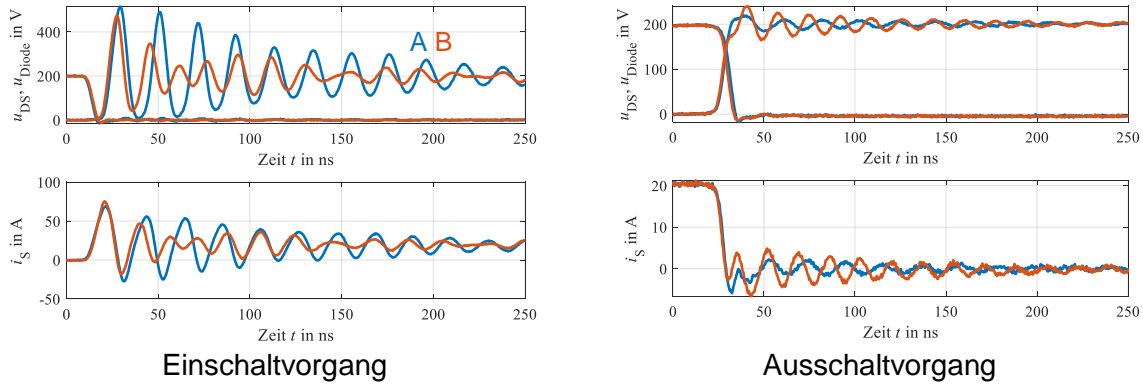 u_DS, u_Diode in V
400
200
0
A B
0 50 100 150 200 250
Zeit t in ns
i_S in A
100
50
0
-50
0 50 100 150 200 250
Zeit t in ns
Einschaltvorgang
u_DS, u_Diode in V
200
100
0
0 50 100 150 200 250
Zeit t in ns
i_S in A
20
10
0
0 50 100 150 200 250
Zeit t in ns
Ausschaltvorgang